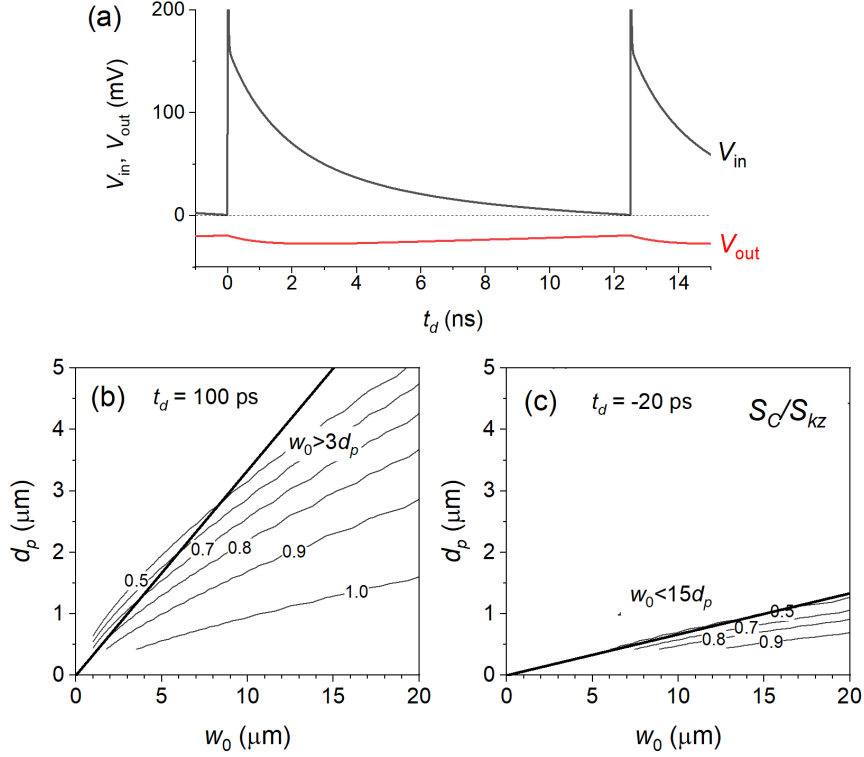 (a)
200
100
0
V_in, V_out (mV)
V_in
V_out
0 2 4 6 8 10 12 14
t_d (ns)
(b) t_d = 100 ps
5
4
3
2
1
0
d_p (μm)
w_0>3d_p
0.5
0.7
0.8
0.9
1.0
0 5 10 15 20
w_0 (μm)
(c) t_d = -20 ps
S_C/S_kz
5
4
3
2
1
0
d_p (μm)
w_0<15d_p
0.5
0.7
0.8
0.9
0 5 10 15 20
w_0 (μm)